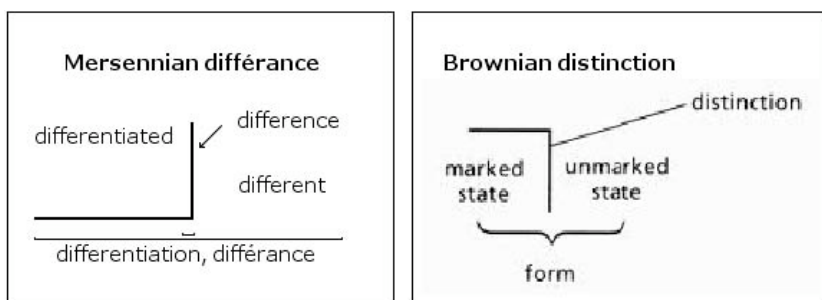 Mersennian différance
differentiated
difference
different
differentiation, différance
Brownian distinction
distinction
marked
state
unmarked
state
form